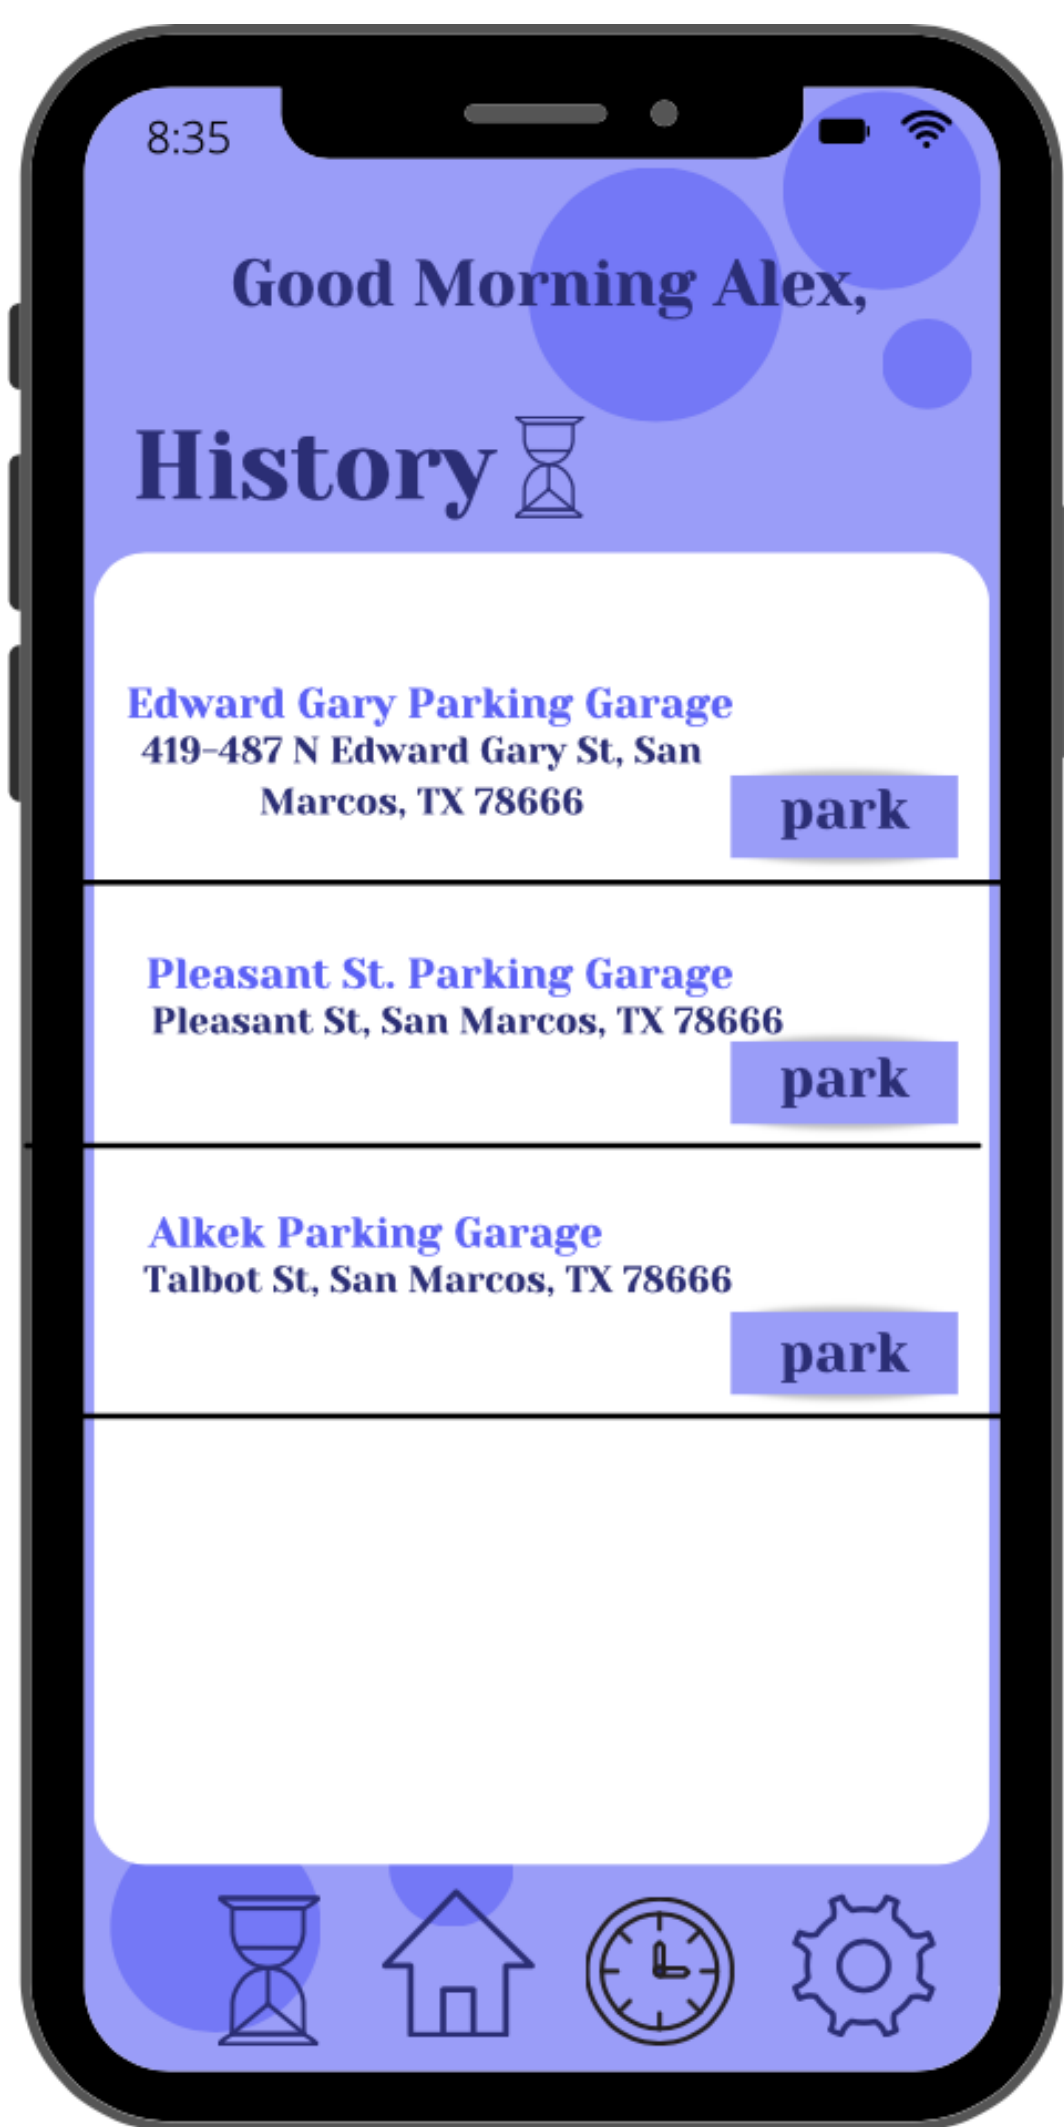 8:35
Good Morning Alex,
History
Edward Gary Parking Garage
419-487 N Edward Gary St, San
Marcos, TX 78666
park
Pleasant St. Parking Garage
Pleasant St, San Marcos, TX 78666
park
Alkek Parking Garage
Talbot St, San Marcos, TX 78666
park